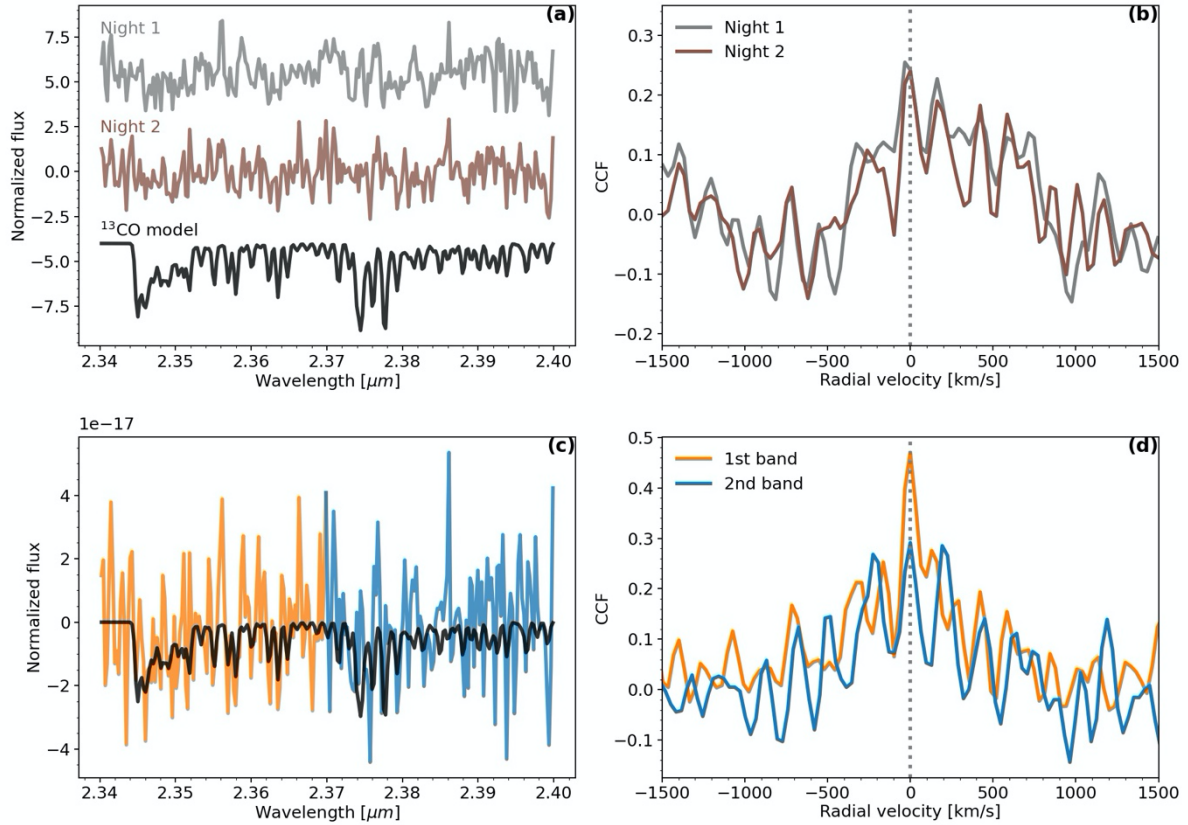 (a)
Night 1
Night 2
¹³CO model
Normalized flux
7.5
5.0
2.5
0.0
−2.5
−5.0
−7.5
2.34 2.35 2.36 2.37 2.38 2.39 2.40
Wavelength [μm]
(b)
Night 1
Night 2
CCF
0.3
0.2
0.1
0.0
−0.1
−0.2
−1500 −1000 −500 0 500 1000 1500
Radial velocity [km/s]
1e−17
(c)
Normalized flux
4
2
0
−2
−4
2.34 2.35 2.36 2.37 2.38 2.39 2.40
Wavelength [μm]
(d)
1st band
2nd band
CCF
0.5
0.4
0.3
0.2
0.1
0.0
−0.1
−1500 −1000 −500 0 500 1000 1500
Radial velocity [km/s]